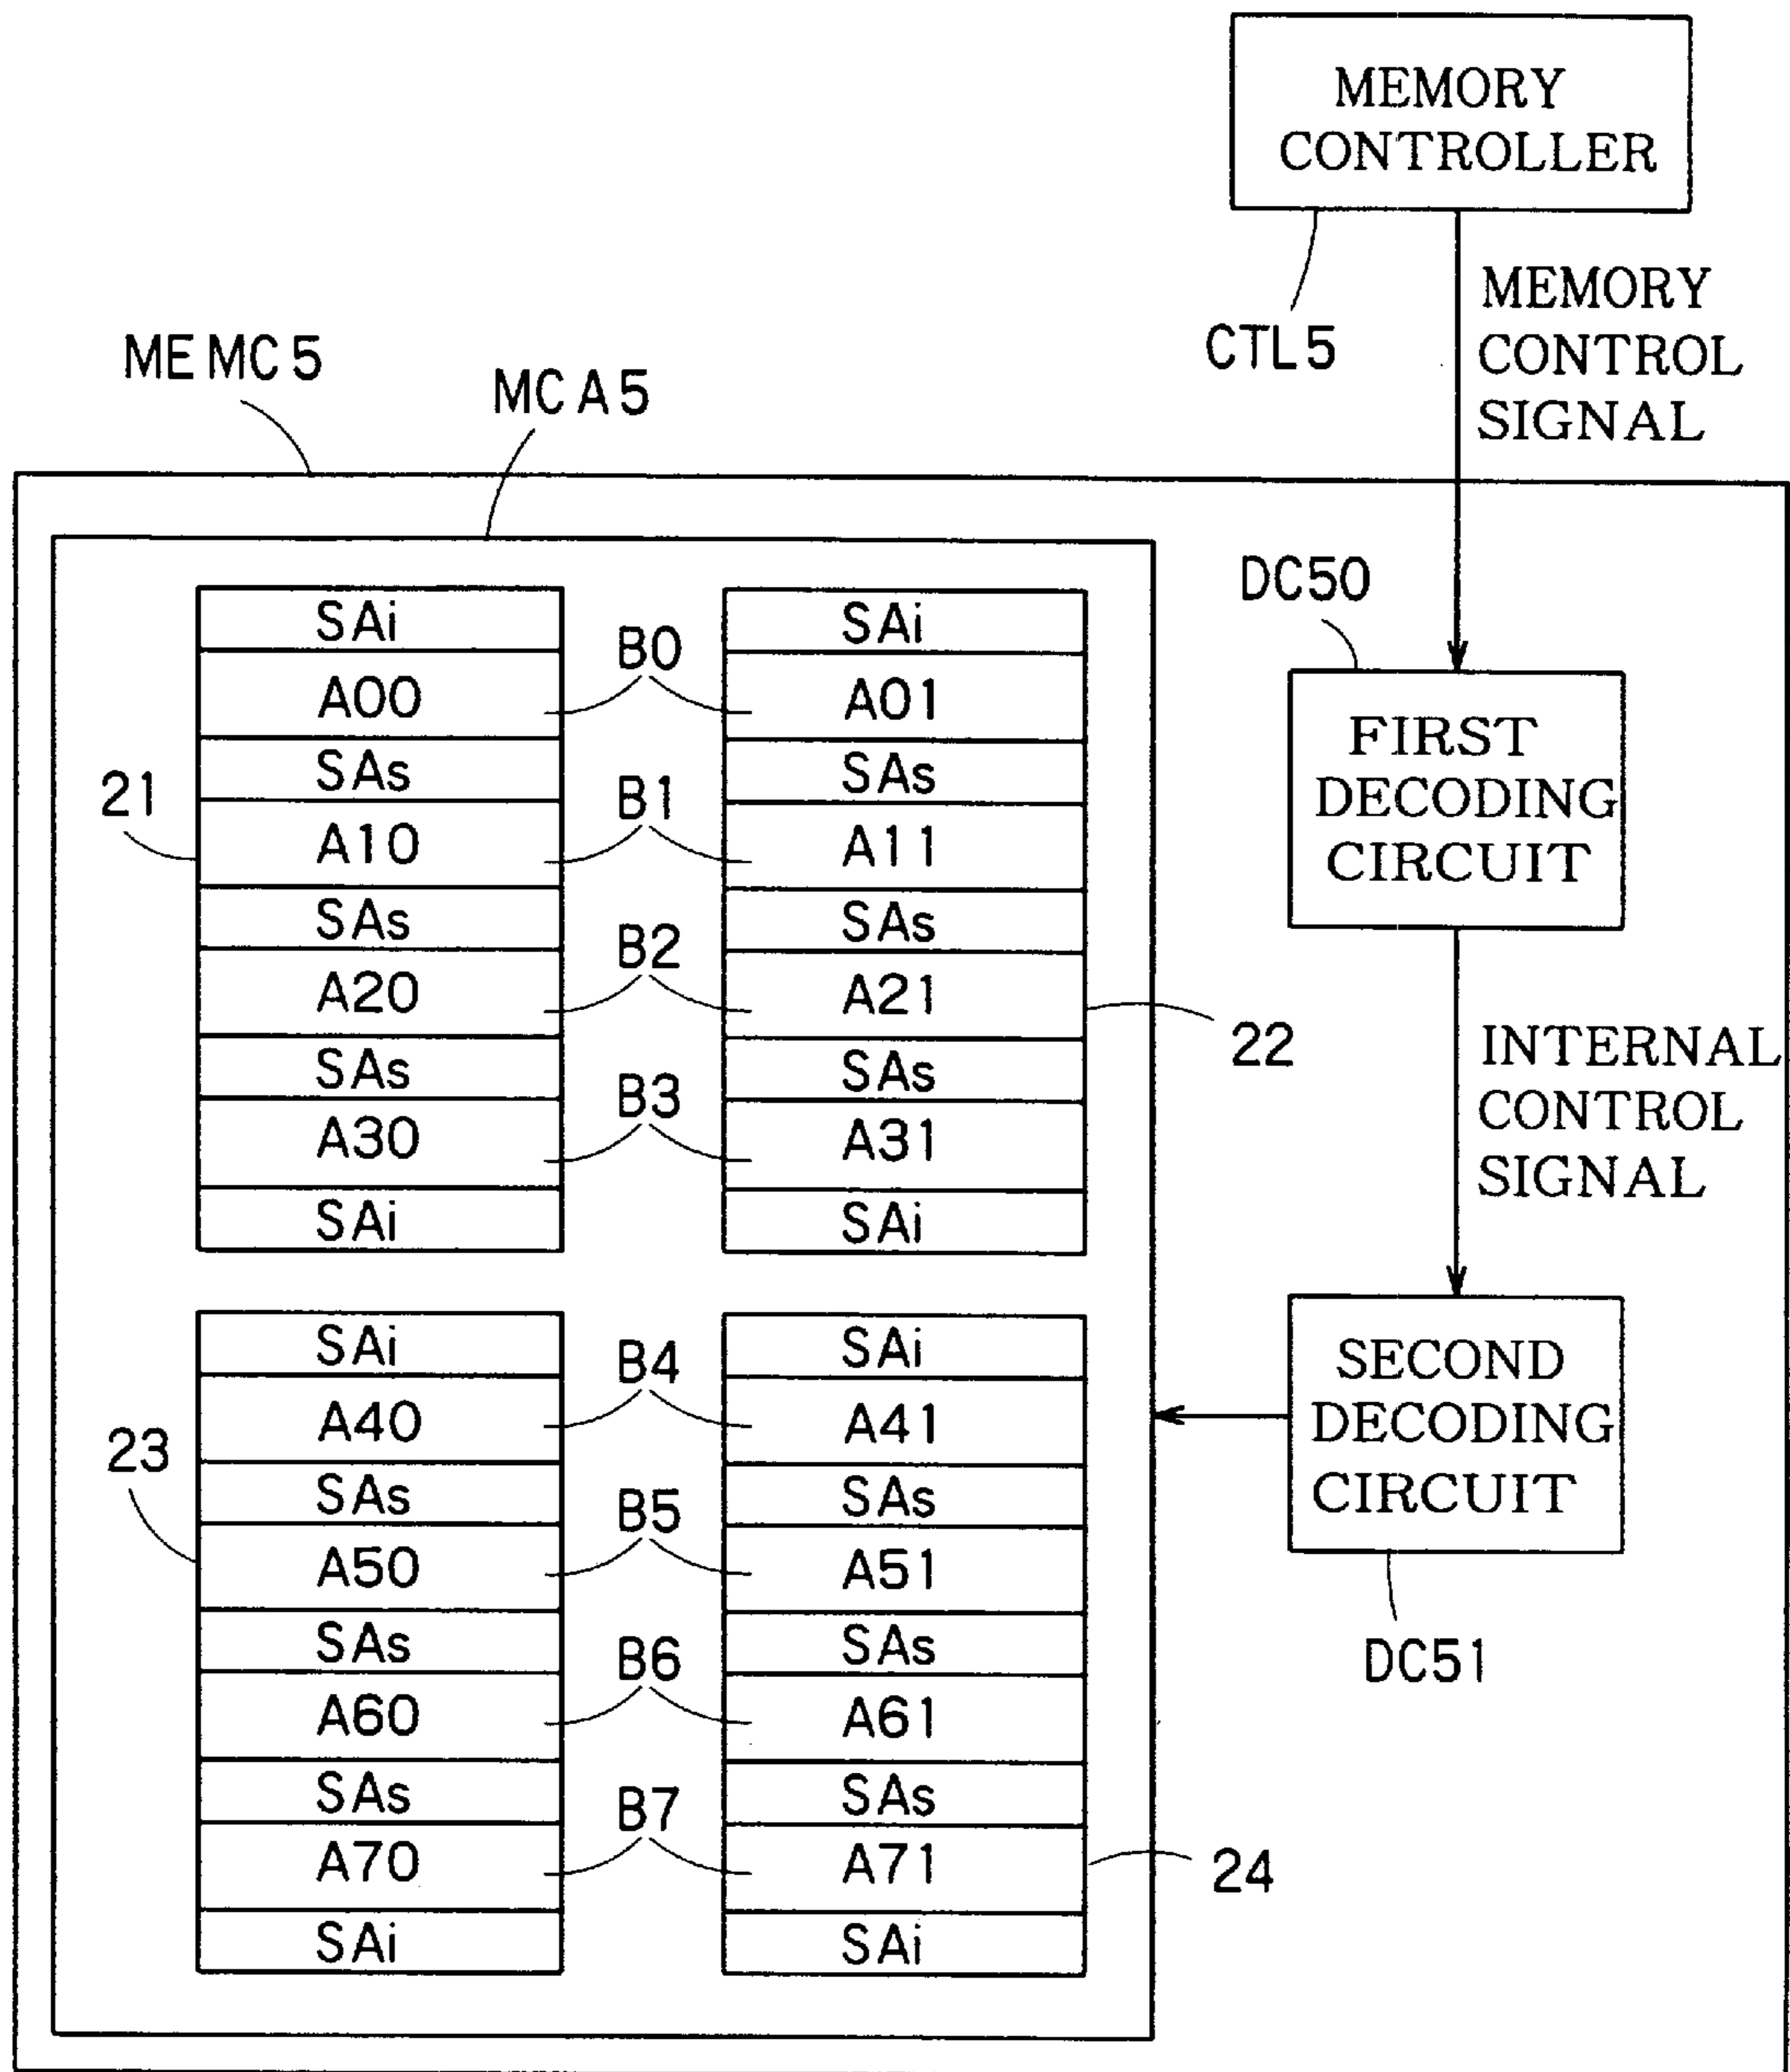 MEMORY
CONTROLLER
CTL5
MEMORY
CONTROL
SIGNAL
MEMC5
MCA5
DC50
FIRST
DECODING
CIRCUIT
INTERNAL
CONTROL
SIGNAL
SECOND
DECODING
CIRCUIT
DC51
21
SAi
A00
SAs
A10
SAs
A20
SAs
A30
SAi
B0
B1
B2
B3
SAi
A01
SAs
A11
SAs
A21
SAs
A31
SAi
22
23
SAi
A40
SAs
A50
SAs
A60
SAs
A70
SAi
B4
B5
B6
B7
SAi
A41
SAs
A51
SAs
A61
SAs
A71
SAi
24